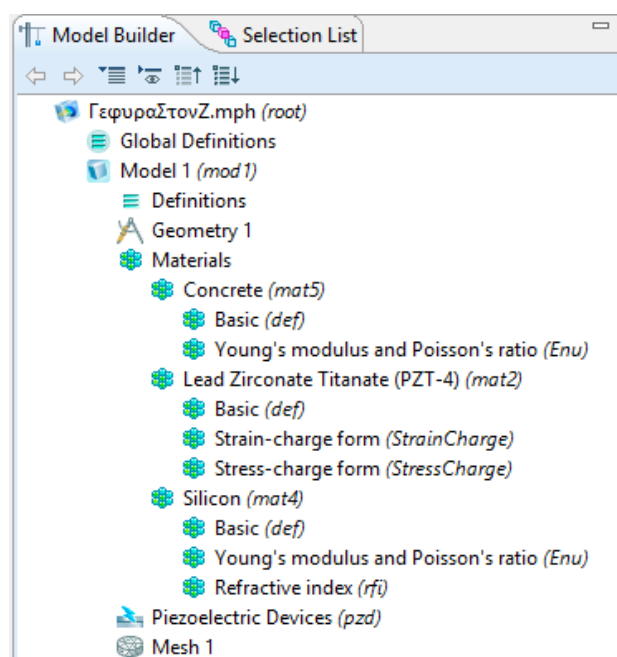 Model Builder Selection List
ΓεφυραΣτονΖ.mph (root)
Global Definitions
Model 1 (mod1)
Definitions
Geometry 1
Materials
Concrete (mat5)
Basic (def)
Young's modulus and Poisson's ratio (Enu)
Lead Zirconate Titanate (PZT-4) (mat2)
Basic (def)
Strain-charge form (StrainCharge)
Stress-charge form (StressCharge)
Silicon (mat4)
Basic (def)
Young's modulus and Poisson's ratio (Enu)
Refractive index (rfi)
Piezoelectric Devices (pzd)
Mesh 1